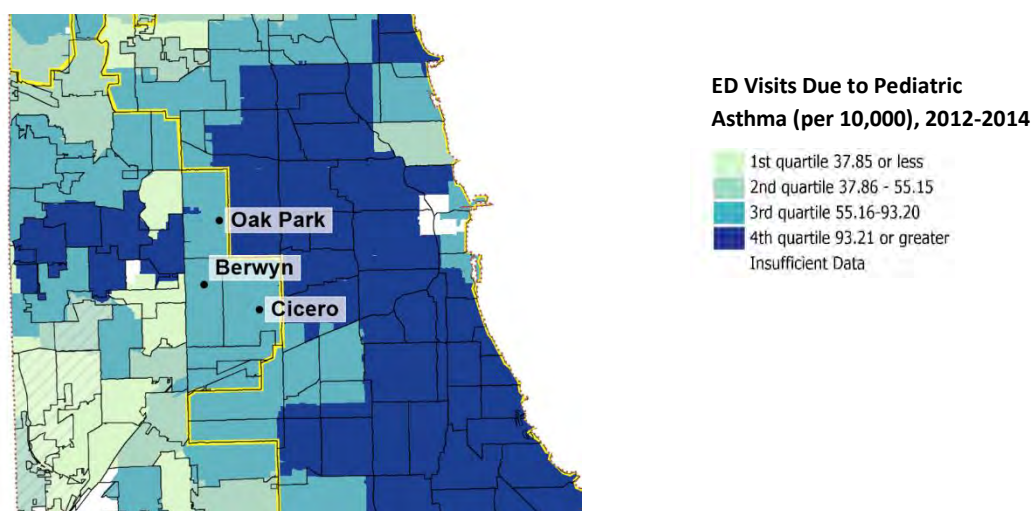 ED Visits Due to Pediatric
Asthma (per 10,000), 2012-2014
1st quartile 37.85 or less
2nd quartile 37.86 - 55.15
3rd quartile 55.16-93.20
4th quartile 93.21 or greater
Insufficient Data
Oak Park
Berwyn
Cicero